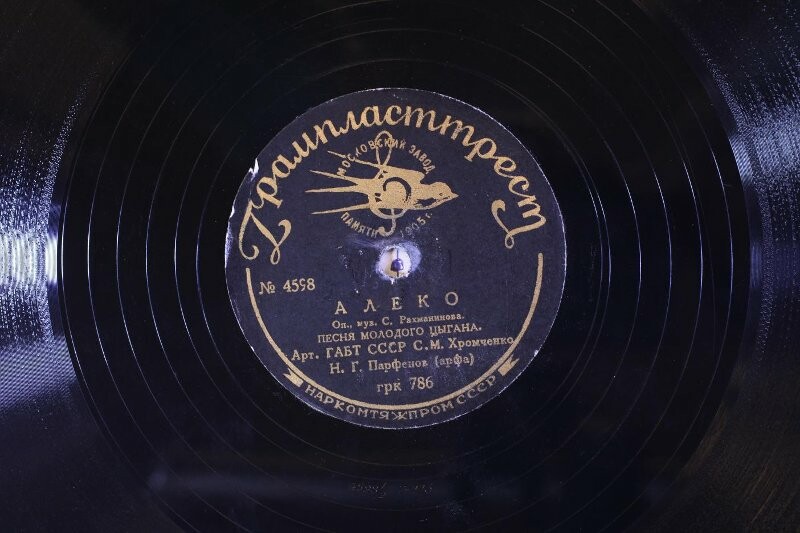 Грампласттрест
МОСКОВСКИЙ ЗАВОД
ПАМЯТИ 1905 г.
№ 4598
АЛЕКО
Оп., муз. С. Рахманинова.
ПЕСНЯ МОЛОДОГО ЦЫГАНА.
Арт. ГАБТ СССР С. М. Хромченко
Н. Г. Парфенов (арфа)
грк 786
НАРКОМТЯЖПРОМ СССР